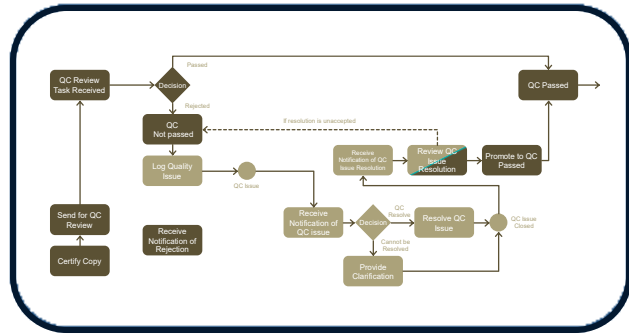 Passed
QC Review
Task Received
Decision
QC Passed
Rejected
QC
Not passed
If resolution is unaccepted
Log Quality
Issue
QC Issue
Receive
Notification of QC
Issue Resolution
Review QC
Issue
Resolution
Promote to QC
Passed
Send for QC
Review
Receive
Notification of
Rejection
Receive
Notification of
QC issue
Decision
QC
Resolve
Resolve QC
Issue
QC Issue
Closed
Cannot be
Resolved
Certify Copy
Provide
Clarification